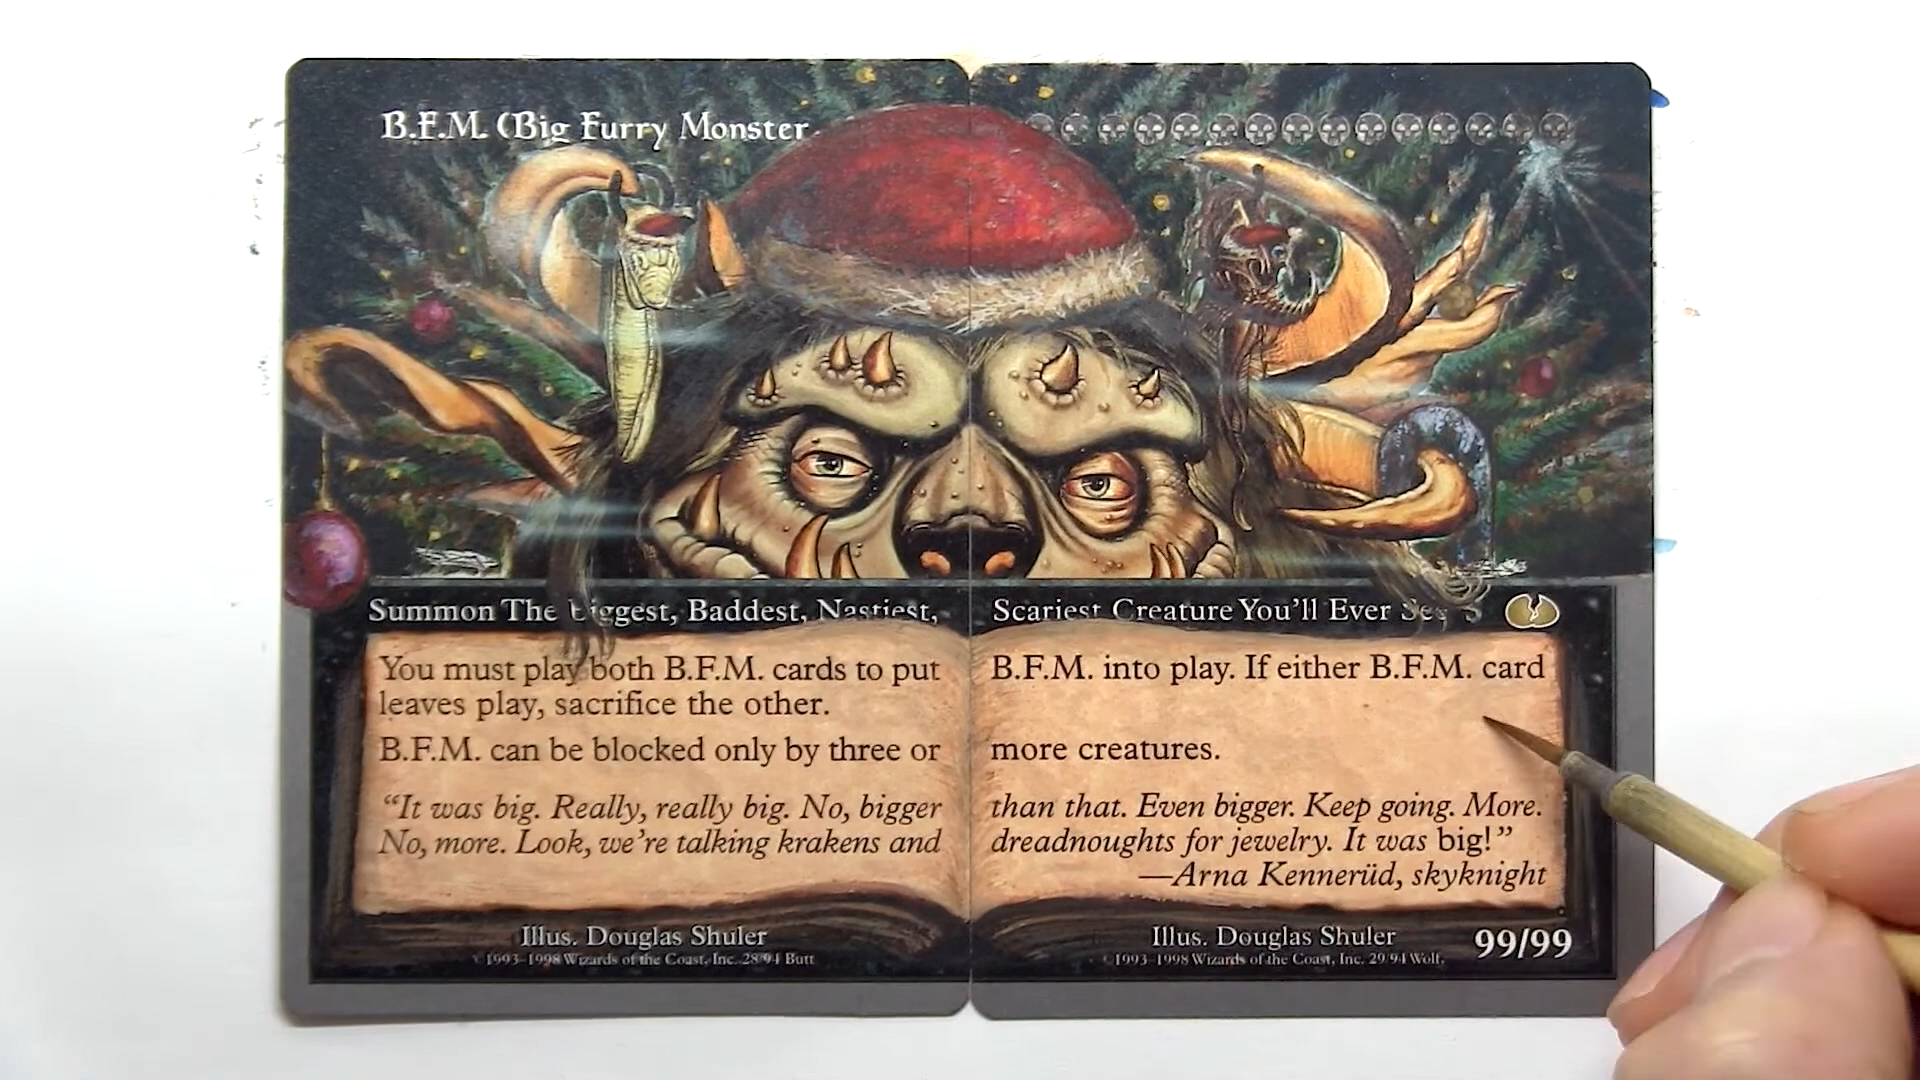 B.F.M. (Big Furry Monster
Summon The Biggest, Baddest, Nastiest,
Scariest Creature You'll Ever See
You must play both B.F.M. cards to put
leaves play, sacrifice the other.
B.F.M. can be blocked only by three or
"It was big. Really, really big. No, bigger
No, more. Look, we're talking krakens and
B.F.M. into play. If either B.F.M. card
more creatures.
than that. Even bigger. Keep going. More.
dreadnoughts for jewelry. It was big!"
—Arna Kennerüd, skyknight
Illus. Douglas Shuler
1993-1998 Wizards of the Coast, Inc. 28/94 Butt
Illus. Douglas Shuler
1993-1998 Wizards of the Coast, Inc. 29/94 Wolf.
99/99